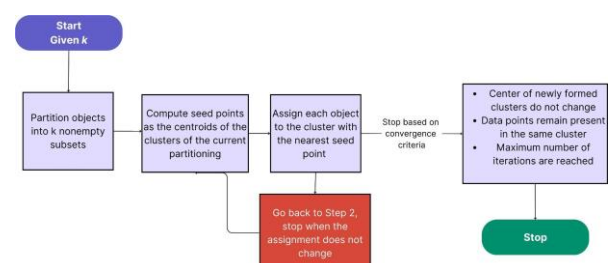 Start
Given k
Partition objects
into k nonempty
subsets
Compute seed points
as the centroids of the
clusters of the current
partitioning
Assign each object
to the cluster with
the nearest seed
point
Go back to Step 2,
stop when the
assignment does not
change
Stop based on
convergence
criteria
• Center of newly formed
clusters do not change
• Data points remain present
in the same cluster
• Maximum number of
iterations are reached
Stop